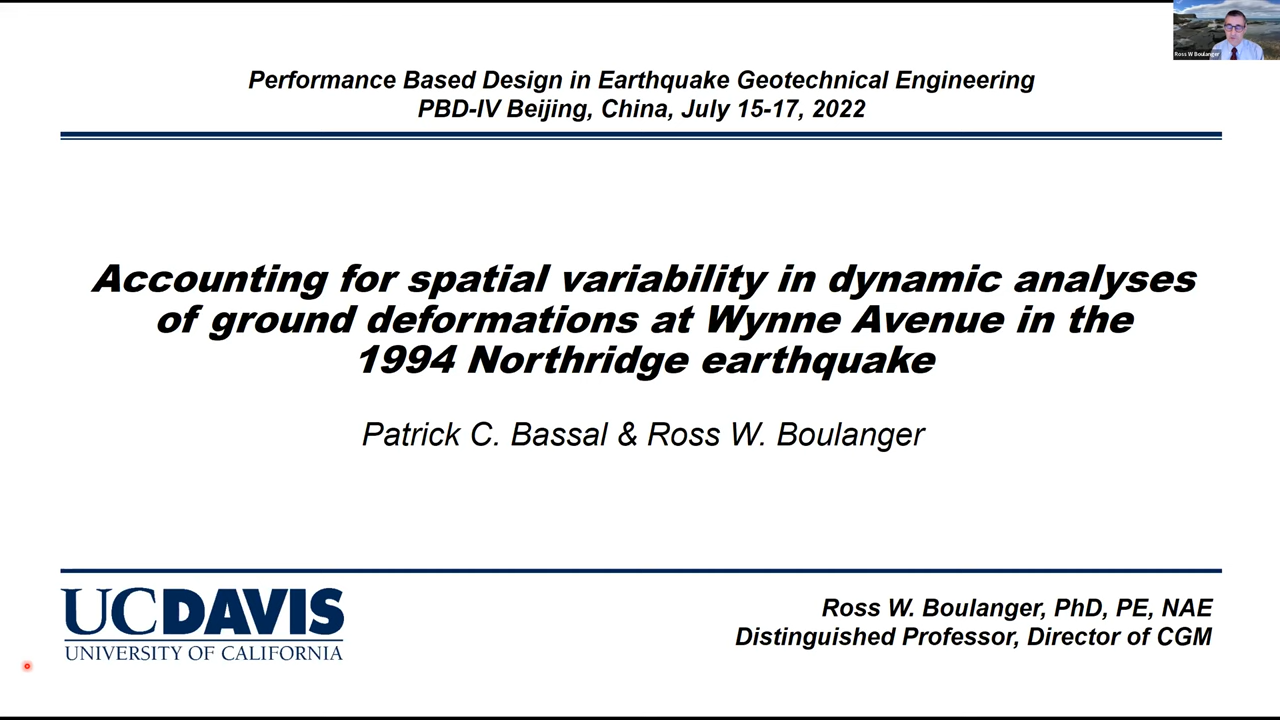 Ross W Boulanger
Performance Based Design in Earthquake Geotechnical Engineering
PBD-IV Beijing, China, July 15-17, 2022
Accounting for spatial variability in dynamic analyses
of ground deformations at Wynne Avenue in the
1994 Northridge earthquake
Patrick C. Bassal & Ross W. Boulanger
UCDAVIS
UNIVERSITY OF CALIFORNIA
Ross W. Boulanger, PhD, PE, NAE
Distinguished Professor, Director of CGM